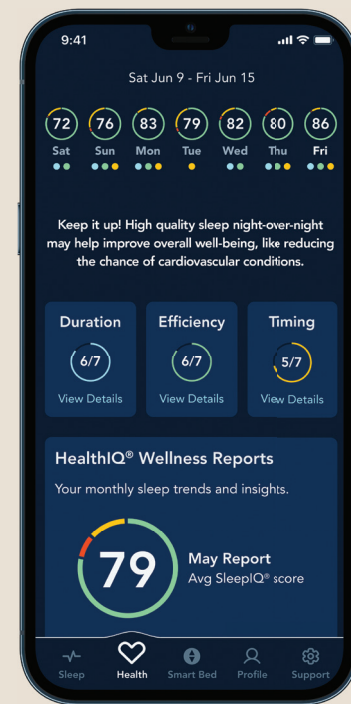 9:41
Sat Jun 9 - Fri Jun 15
72 76 83 79 82 80 86
Sat Sun Mon Tue Wed Thu Fri
Keep it up! High quality sleep night-over-night
may help improve overall well-being, like reducing
the chance of cardiovascular conditions.
Duration Efficiency Timing
6/7 6/7 5/7
View Details View Details View Details
HealthIQ® Wellness Reports
Your monthly sleep trends and insights.
79
May Report
Avg SleepIQ® score
Sleep Health Smart Bed Profile Support